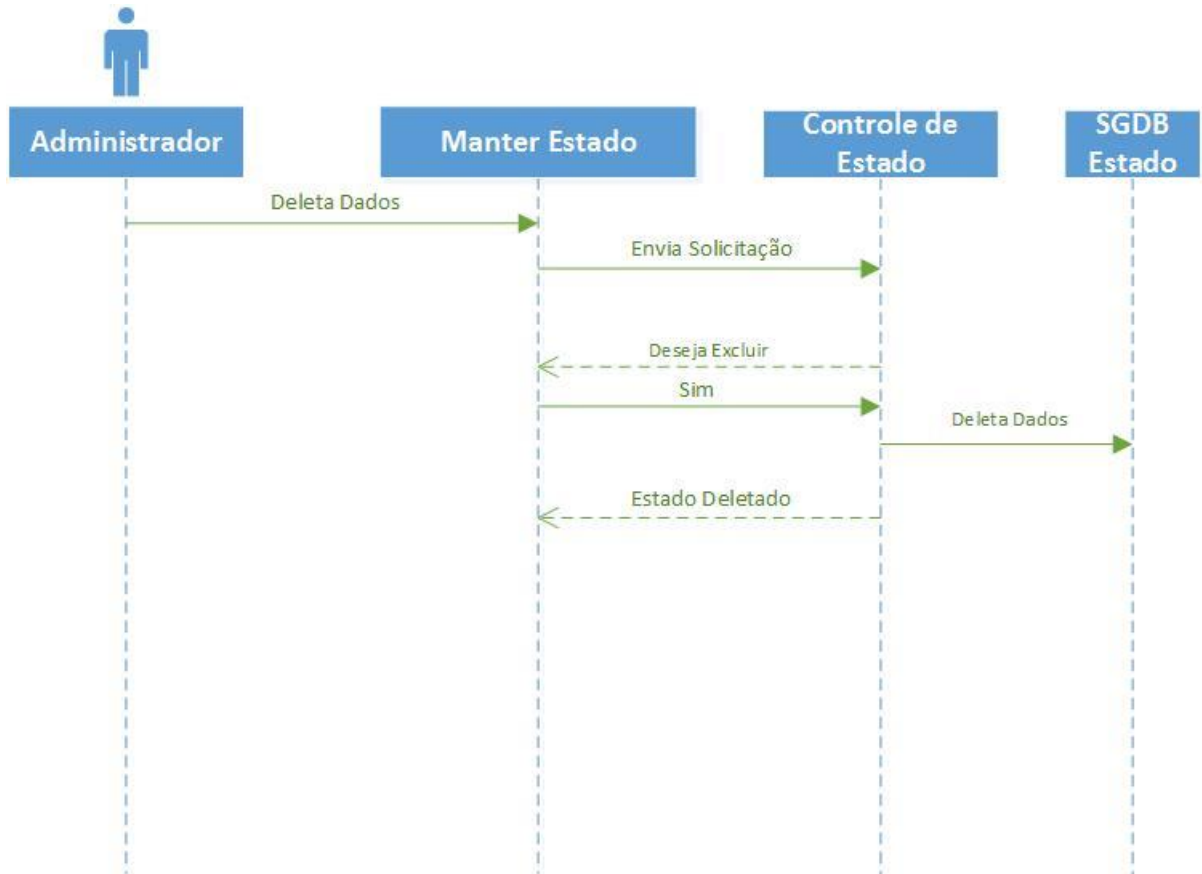 Administrador
Manter Estado
Controle de
Estado
SGDB
Estado
Deleta Dados
Envia Solicitação
Deseja Excluir
Sim
Deleta Dados
Estado Deletado